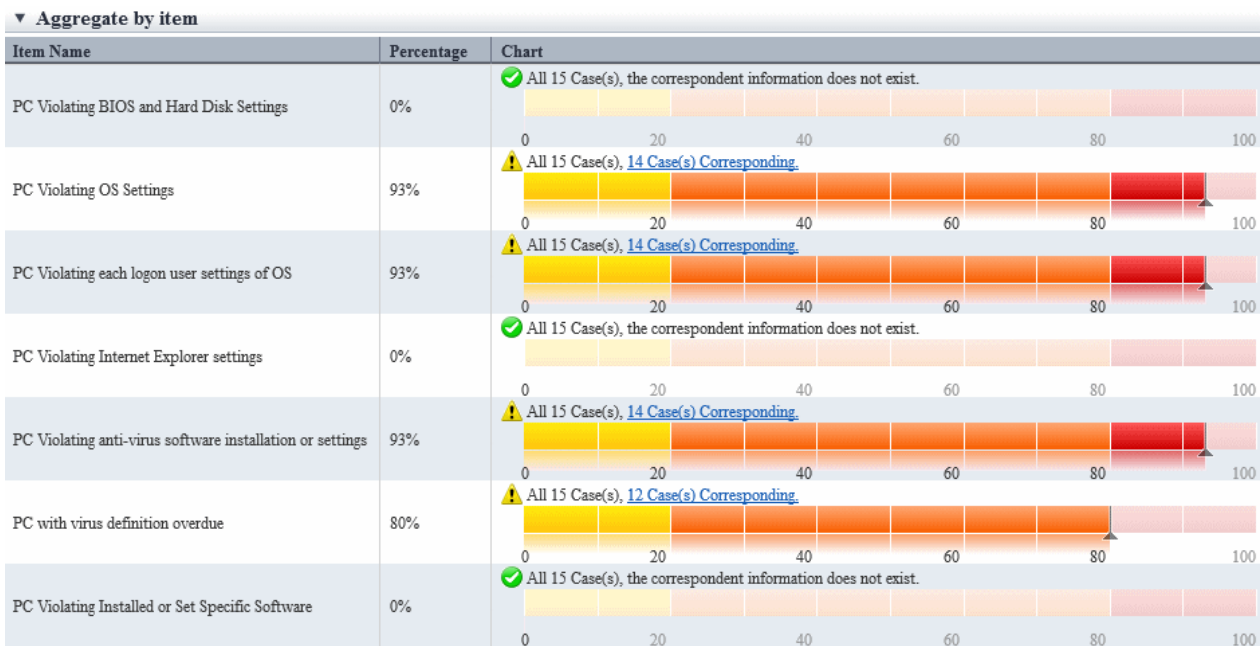 ▼ Aggregate by item
Item Name Percentage Chart
All 15 Case(s), the correspondent information does not exist.
PC Violating BIOS and Hard Disk Settings 0%
0 20 40 60 80 100
All 15 Case(s), 14 Case(s) Corresponding.
PC Violating OS Settings 93%
0 20 40 60 80 100
All 15 Case(s), 14 Case(s) Corresponding.
PC Violating each logon user settings of OS 93%
0 20 40 60 80 100
All 15 Case(s), the correspondent information does not exist.
PC Violating Internet Explorer settings 0%
0 20 40 60 80 100
All 15 Case(s), 14 Case(s) Corresponding.
PC Violating anti-virus software installation or settings 93%
0 20 40 60 80 100
All 15 Case(s), 12 Case(s) Corresponding.
PC with virus definition overdue 80%
0 20 40 60 80 100
All 15 Case(s), the correspondent information does not exist.
PC Violating Installed or Set Specific Software 0%
0 20 40 60 80 100